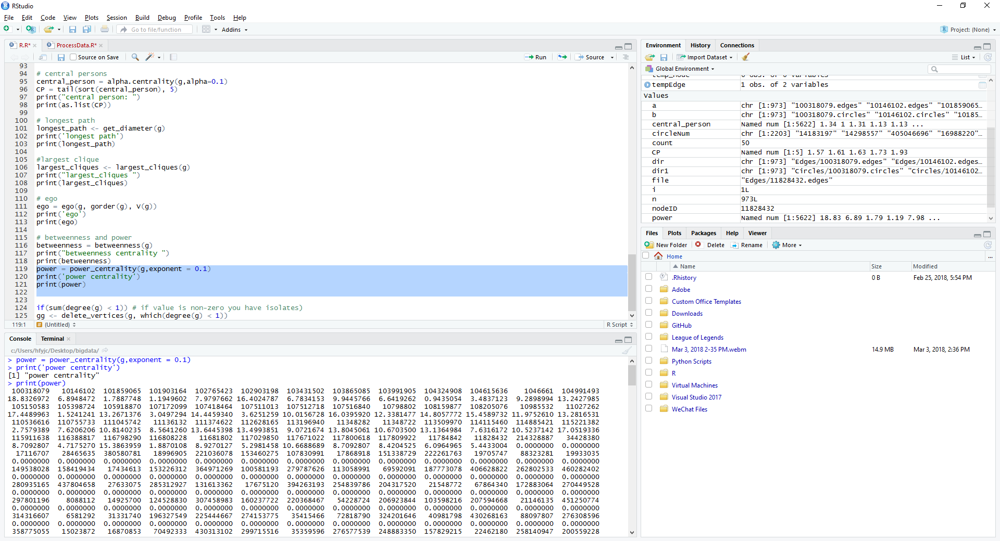 RStudio
File Edit Code View Plots Session Build Debug Profile Tools Help
Go to file/function Addins Project: (None)
R.R* ProcessData.R*
Source on Save Run Source
93
94 # central persons
95 central_person = alpha.centrality(g,alpha=0.1)
96 CP = tail(sort(central_person), 5)
97 print("central person: ")
98 print(as.list(CP))
99
100 # longest path
101 longest_path <- get_diameter(g)
102 print('longest path')
103 print(longest_path)
104
105 #largest clique
106 largest_cliques <- largest_cliques(g)
107 print("largest_cliques ")
108 print(largest_cliques)
109
110 # ego
111 ego = ego(g, gorder(g), V(g))
112 print('ego')
113 print(ego)
114
115 # betweenness and power
116 betweenness = betweenness(g)
117 print("betweenness centrality ")
118 print(betweenness)
119 power = power_centrality(g,exponent = 0.1)
120 print('power centrality')
121 print(power)
122
123
124 if(sum(degree(g) < 1)) # if value is non-zero you have isolates)
125 gg <- delete_vertices(g, which(degree(g) < 1))
119:1 # (Untitled) R Script
Console Terminal
c:/Users/hfyjc/Desktop/bigdata/
> power = power_centrality(g,exponent = 0.1)
> print('power centrality')
[1] "power centrality"
> print(power)
100318079 10146102 101859065 101903164 102765423 102903198 103431502 103865085 103991905 104324908 104615636 1046661 104991493
18.8326972 6.8948472 1.7887748 1.1949602 7.9797662 16.4024787 6.7834153 9.9445766 6.6419262 0.9435054 3.4837123 9.2898994 13.2427985
105150583 105398724 105918870 107172099 107418464 107511013 107512718 107516840 10798802 108159877 108205076 10985532 11027262
17.4489963 1.5241241 13.2671376 3.0497294 14.4459340 3.6251259 10.0156728 16.0395920 12.3381477 14.8057772 15.4589732 11.9752610 13.2816531
110536616 110755733 111045742 11136132 111374622 112628165 113196940 11348282 11348722 113509970 114115460 114885421 115221382
2.7579389 7.6206206 10.8140235 8.5641260 13.6445398 13.4993851 9.0721674 13.8045061 10.6703500 13.1364984 7.6316172 10.5237142 17.0519336
115911638 116388817 116798290 116808228 11681802 117029850 117671022 117800618 117809922 11784842 11828432 214328887 34428380
8.7092807 4.7175270 15.3863959 1.8870108 8.9270127 5.2981458 10.6688689 8.7092807 8.4204525 6.0964965 5.4433004 0.0000000 0.0000000
17116707 28465635 380580781 18996905 221036078 153460275 107830991 17868918 151338729 222261763 19705747 88323281 19933035
0.0000000 0.0000000 0.0000000 0.0000000 0.0000000 0.0000000 0.0000000 0.0000000 0.0000000 0.0000000 0.0000000 0.0000000 0.0000000
149538028 158419434 17434613 153226312 364971269 100581193 279787626 113058991 69592091 187773078 406628822 262802533 460282402
0.0000000 0.0000000 0.0000000 0.0000000 0.0000000 0.0000000 0.0000000 0.0000000 0.0000000 0.0000000 0.0000000 0.0000000 0.0000000
280935165 437804658 27633075 285312927 131613362 17675120 394263193 254839786 204317520 21548772 67864340 172883064 270449528
0.0000000 0.0000000 0.0000000 0.0000000 0.0000000 0.0000000 0.0000000 0.0000000 0.0000000 0.0000000 0.0000000 0.0000000 0.0000000
297801196 8088112 14925700 124528830 307458983 160237722 220368467 54228724 206923844 103598216 207594668 21146135 451250774
0.0000000 0.0000000 0.0000000 0.0000000 0.0000000 0.0000000 0.0000000 0.0000000 0.0000000 0.0000000 0.0000000 0.0000000 0.0000000
314316607 6581292 31331740 196327549 225444667 274153775 35415466 72818790 324201646 40981798 430268163 88097807 276308596
0.0000000 0.0000000 0.0000000 0.0000000 0.0000000 0.0000000 0.0000000 0.0000000 0.0000000 0.0000000 0.0000000 0.0000000 0.0000000
358775055 15023872 16870853 70492333 430313102 299715516 35359596 276577539 248883350 157829215 22462180 258140947 200559228
Environment History Connections
Import Dataset List
Global Environment
temp_node 0 obs. of 0 variables
tempEdge 1 obs. of 2 variables
Values
a chr [1:973] "100318079.edges" "10146102.edges" "101859065…
b chr [1:973] "100318079.circles" "10146102.circles" "10185…
central_person Named num [1:5622] 1.34 1 1.31 1.13 1.13 ...
circleNum chr [1:2203] "14183197" "14298557" "405046696" "16988220"…
count 50
CP Named num [1:5] 1.57 1.61 1.63 1.73 1.93
dir chr [1:973] "Edges/100318079.edges" "Edges/10146102.edges…
dir1 chr [1:973] "Circles/100318079.circles" "Circles/10146102…
file "Edges/11828432.edges"
i 1L
n 973L
nodeID 11828432
power Named num [1:5622] 18.83 6.89 1.79 1.19 7.98 ...
Files Plots Packages Help Viewer
New Folder Delete Rename More
Home ...
Name Size Modified
.Rhistory 0 B Feb 25, 2018, 5:54 PM
Adobe
Custom Office Templates
Downloads
GitHub
League of Legends
Mar 3, 2018 2-35 PM.webm 14.9 MB Mar 3, 2018, 2:36 PM
Python Scripts
R
Virtual Machines
Visual Studio 2017
WeChat Files